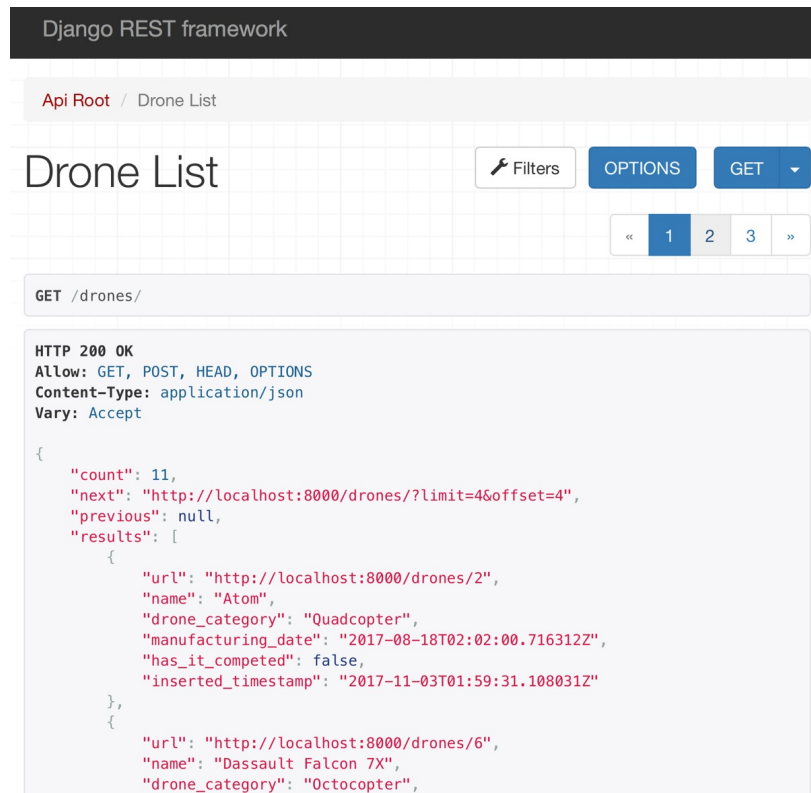 Django REST framework
Api Root / Drone List
Drone List
Filters OPTIONS GET
« 1 2 3 »
GET /drones/
HTTP 200 OK
Allow: GET, POST, HEAD, OPTIONS
Content-Type: application/json
Vary: Accept
{
    "count": 11,
    "next": "http://localhost:8000/drones/?limit=4&offset=4",
    "previous": null,
    "results": [
        {
            "url": "http://localhost:8000/drones/2",
            "name": "Atom",
            "drone_category": "Quadcopter",
            "manufacturing_date": "2017-08-18T02:02:00.716312Z",
            "has_it_competed": false,
            "inserted_timestamp": "2017-11-03T01:59:31.108031Z"
        },
        {
            "url": "http://localhost:8000/drones/6",
            "name": "Dassault Falcon 7X",
            "drone_category": "Octocopter",